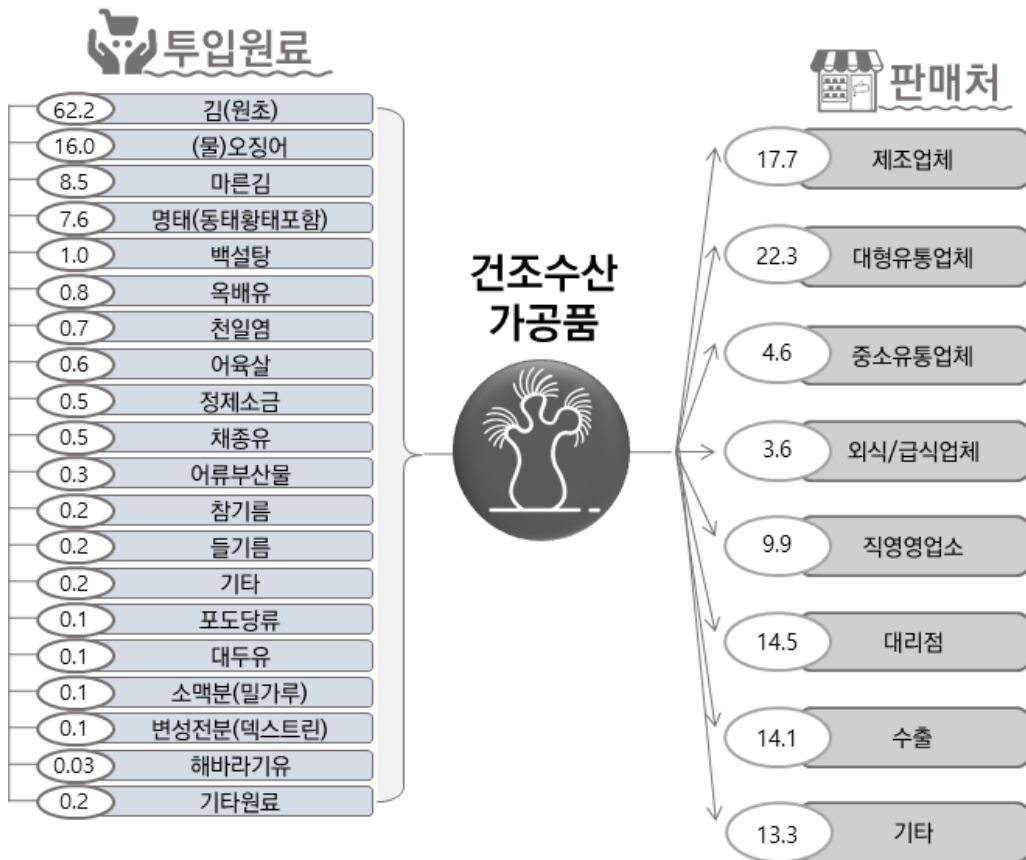 투입원료
62.2 김(원초)
16.0 (물)오징어
8.5 마른김
7.6 명태(동태황태포함)
1.0 백설탕
0.8 옥배유
0.7 천일염
0.6 어육살
0.5 정제소금
0.5 채종유
0.3 어류부산물
0.2 참기름
0.2 들기름
0.2 기타
0.1 포도당류
0.1 대두유
0.1 소맥분(밀가루)
0.1 변성전분(덱스트린)
0.03 해바라기유
0.2 기타원료
건조수산
가공품
판매처
17.7 제조업체
22.3 대형유통업체
4.6 중소유통업체
3.6 외식/급식업체
9.9 직영영업소
14.5 대리점
14.1 수출
13.3 기타